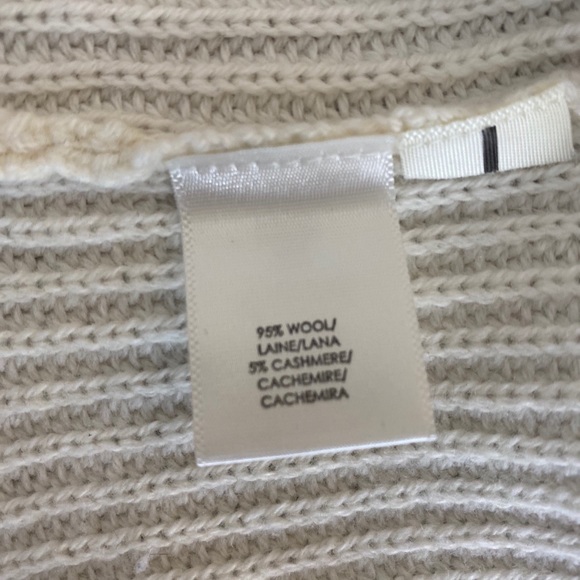 95% WOOL/
LAINE/LANA
5% CASHMERE/
CACHEMIRE/
CACHEMIRA